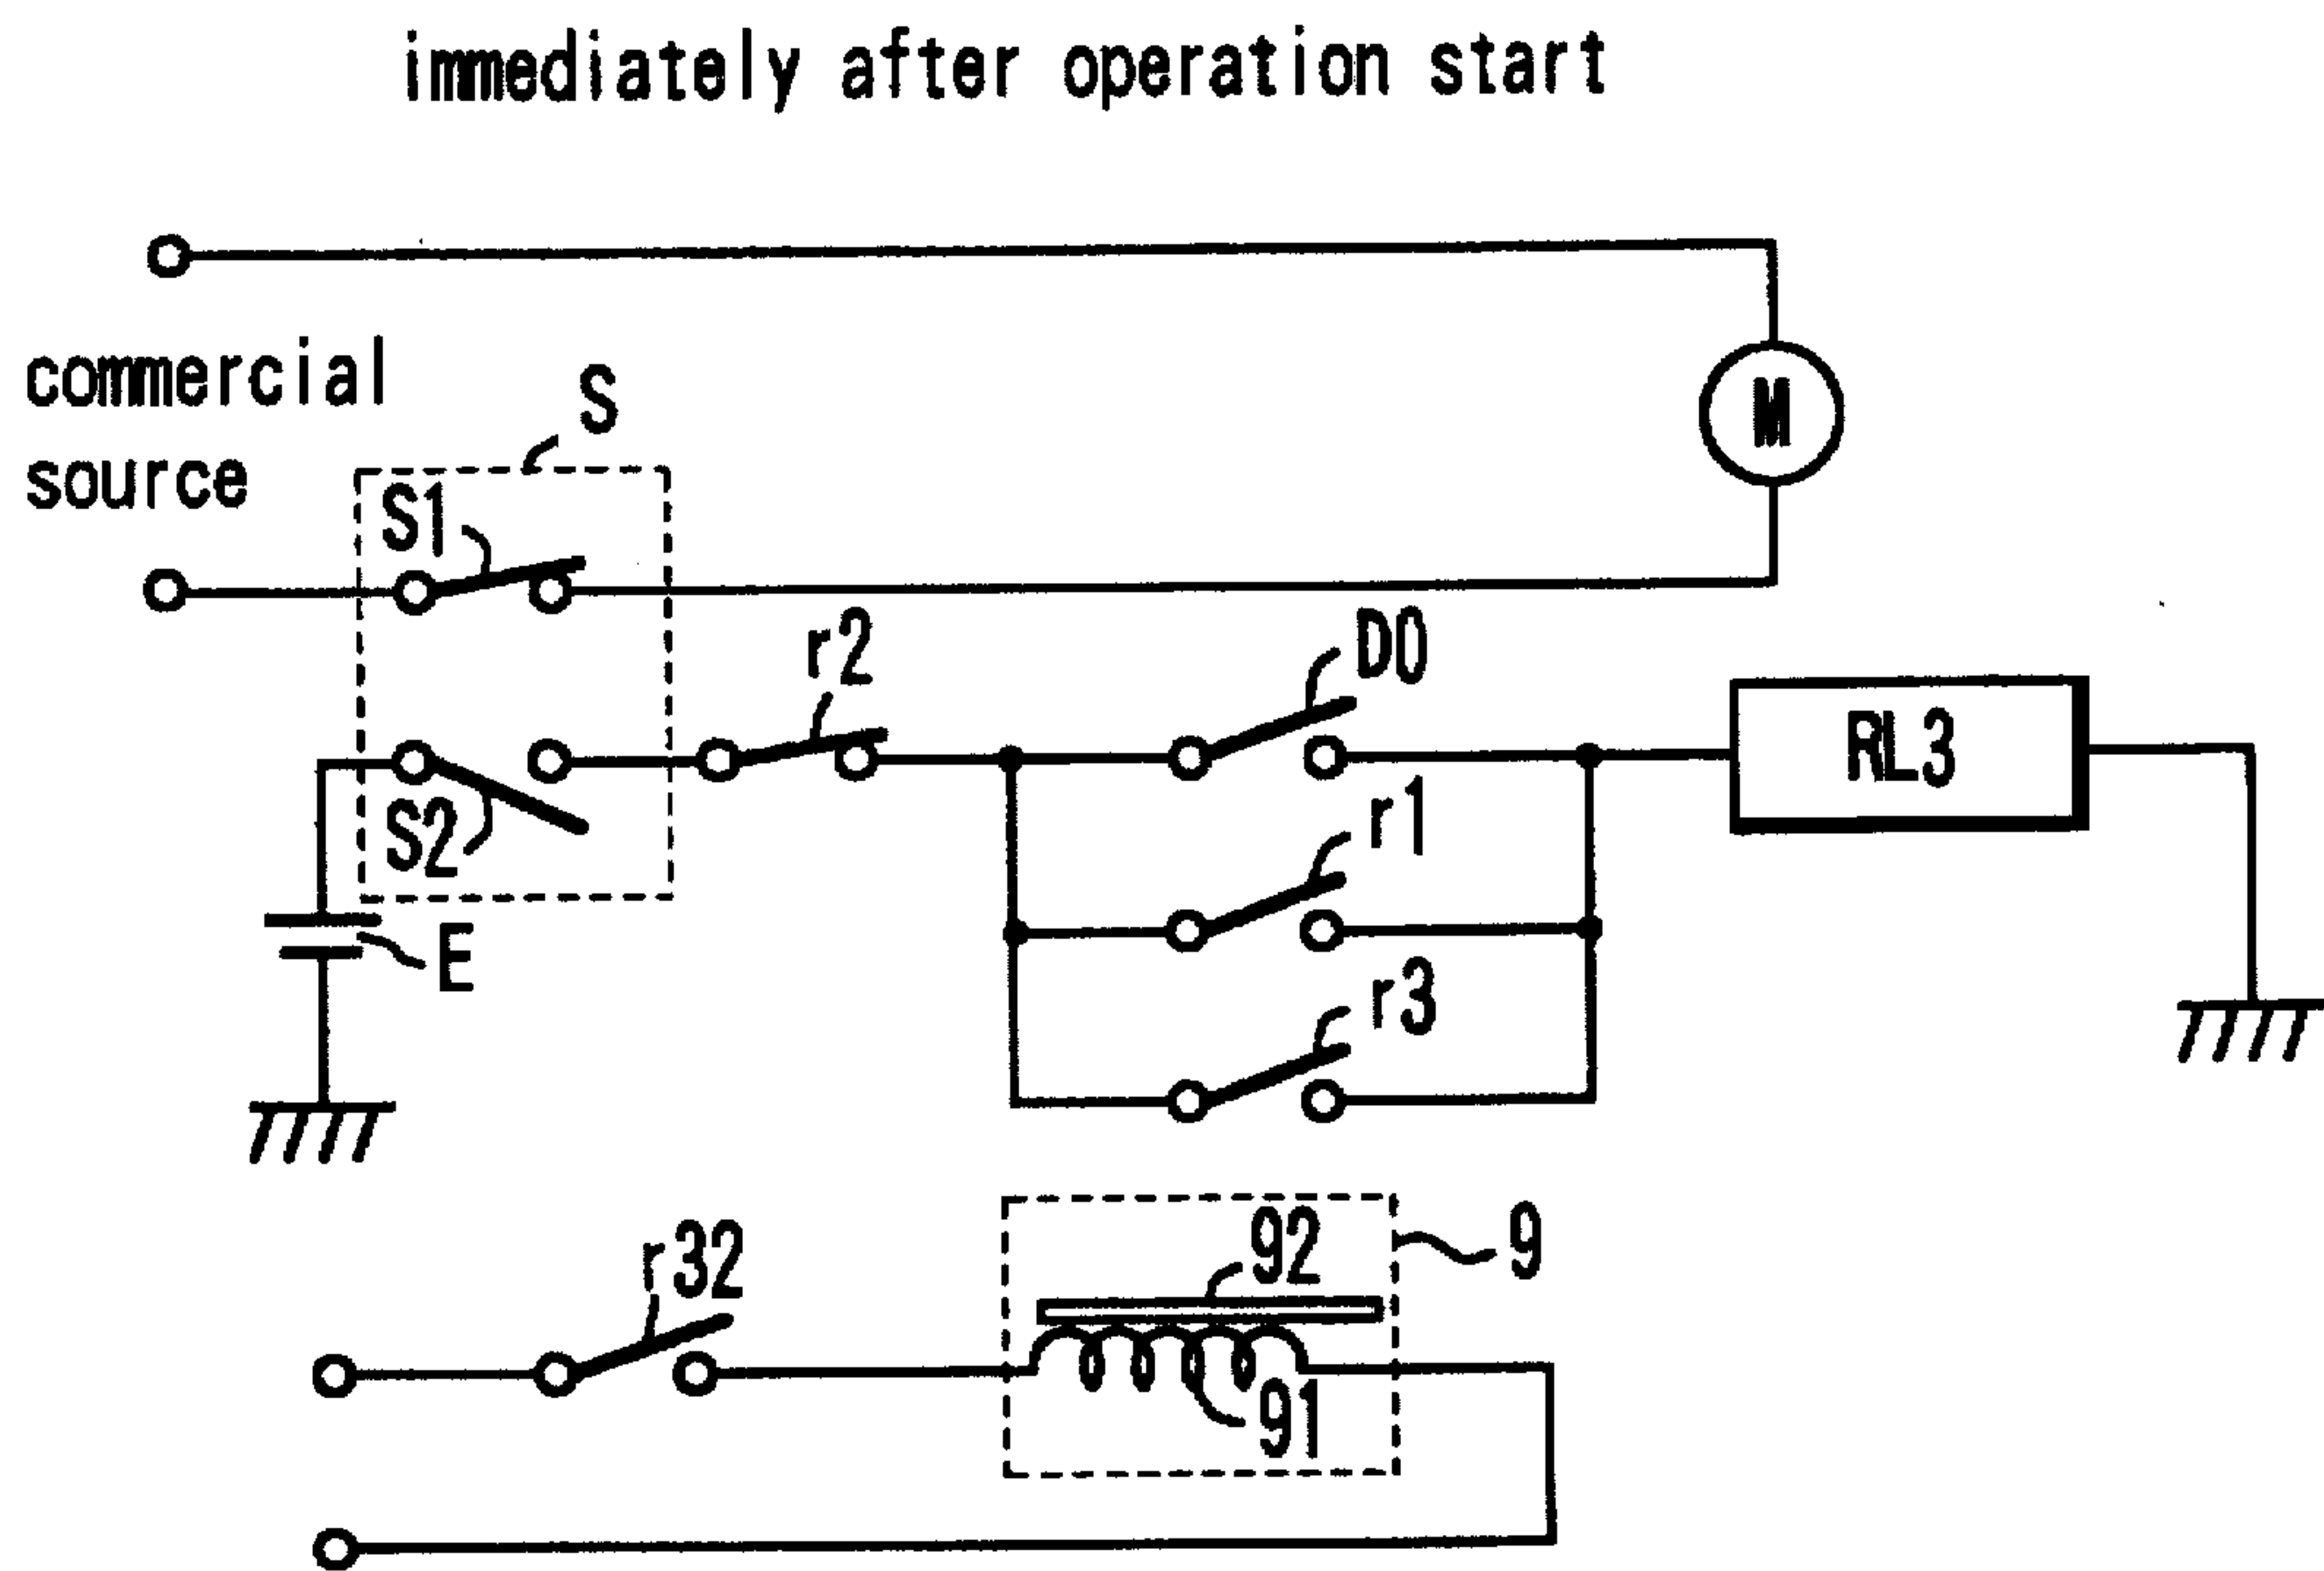 immediately after operation start
commercial
source
S
S1
M
r2
D0
S2
RL3
r1
E
r3
r32
92
9
91